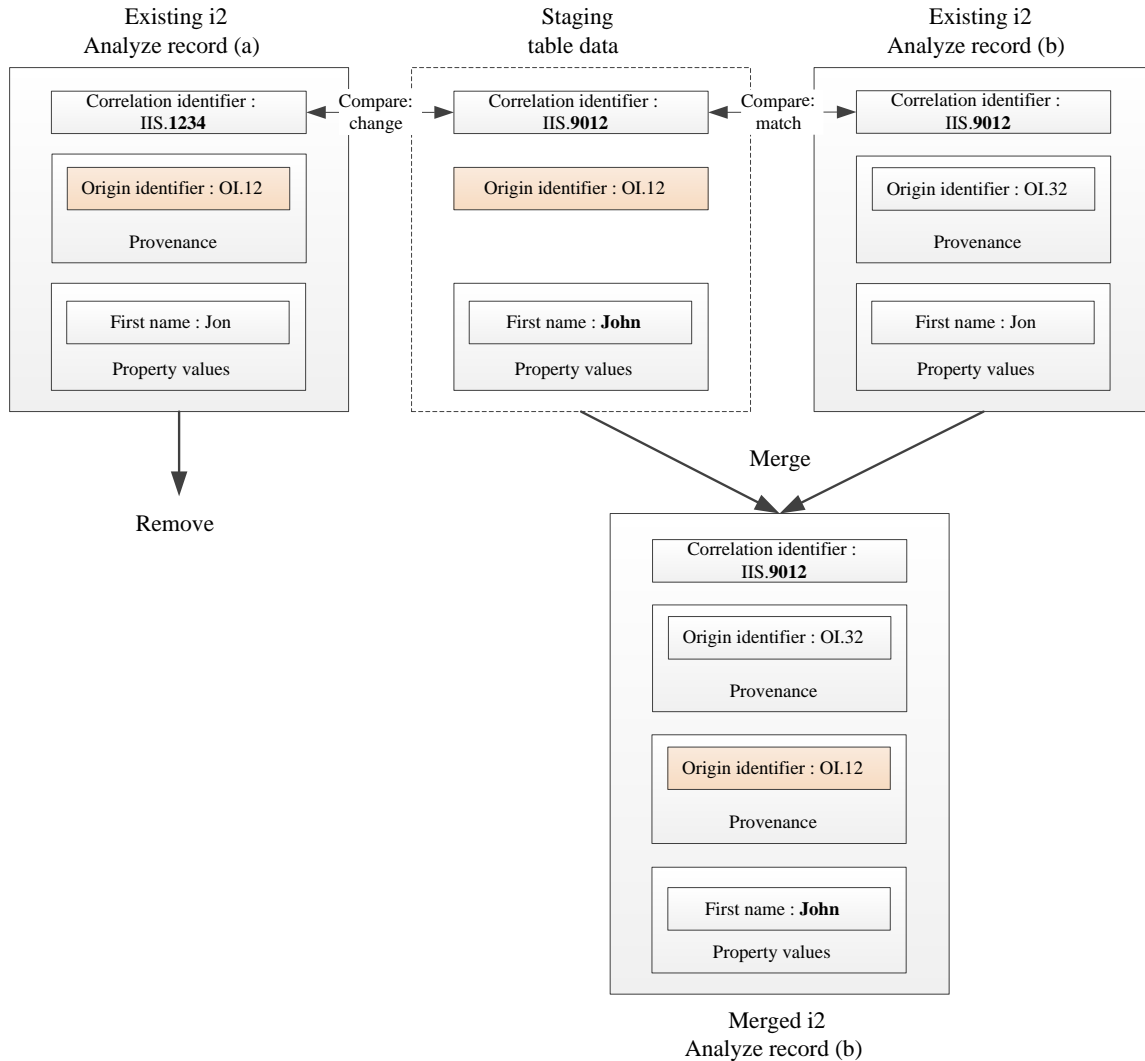 Existing i2
Analyze record (a)
Staging
table data
Existing i2
Analyze record (b)
Correlation identifier :
IIS.1234
Compare:
change
Correlation identifier :
IIS.9012
Compare:
match
Correlation identifier :
IIS.9012
Origin identifier : OI.12
Provenance
Origin identifier : OI.12
Origin identifier : OI.32
Provenance
First name : Jon
Property values
First name : John
Property values
First name : Jon
Property values
Merge
Remove
Correlation identifier :
IIS.9012
Origin identifier : OI.32
Provenance
Origin identifier : OI.12
Provenance
First name : John
Property values
Merged i2
Analyze record (b)